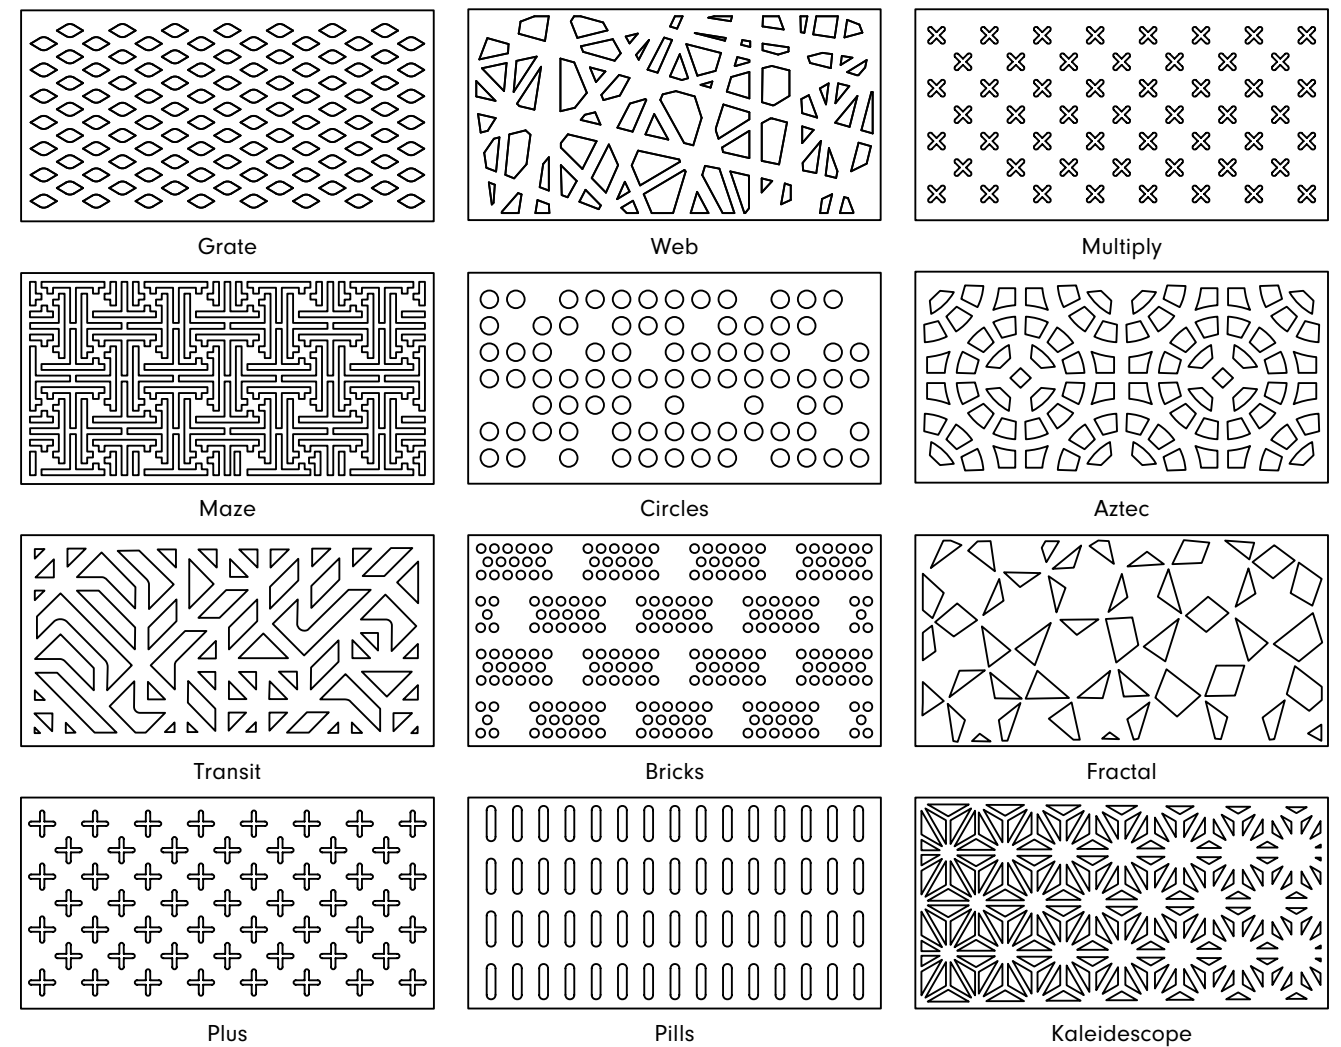 Grate
Web
Multiply
Maze
Circles
Aztec
Transit
Bricks
Fractal
Plus
Pills
Kaleidescope